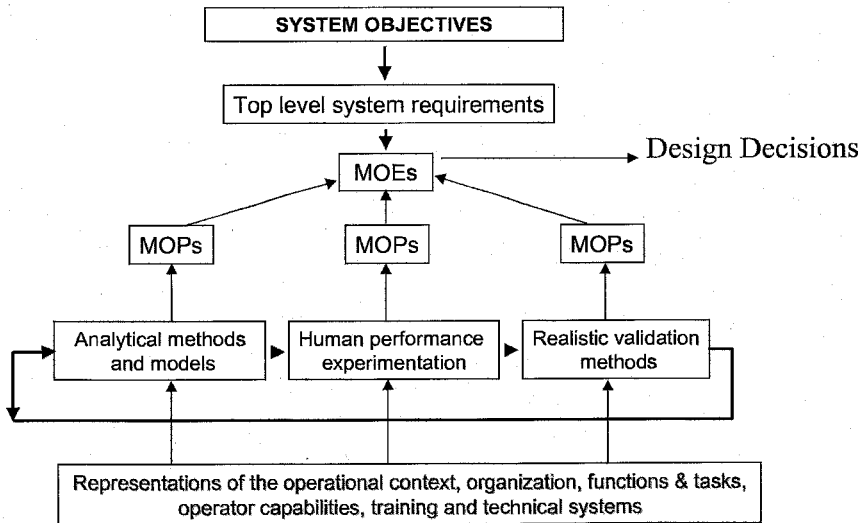 SYSTEM OBJECTIVES
Top level system requirements
MOEs
Design Decisions
MOPs
MOPs
MOPs
Analytical methods
and models
Human performance
experimentation
Realistic validation
methods
Representations of the operational context, organization, functions & tasks,
operator capabilities, training and technical systems